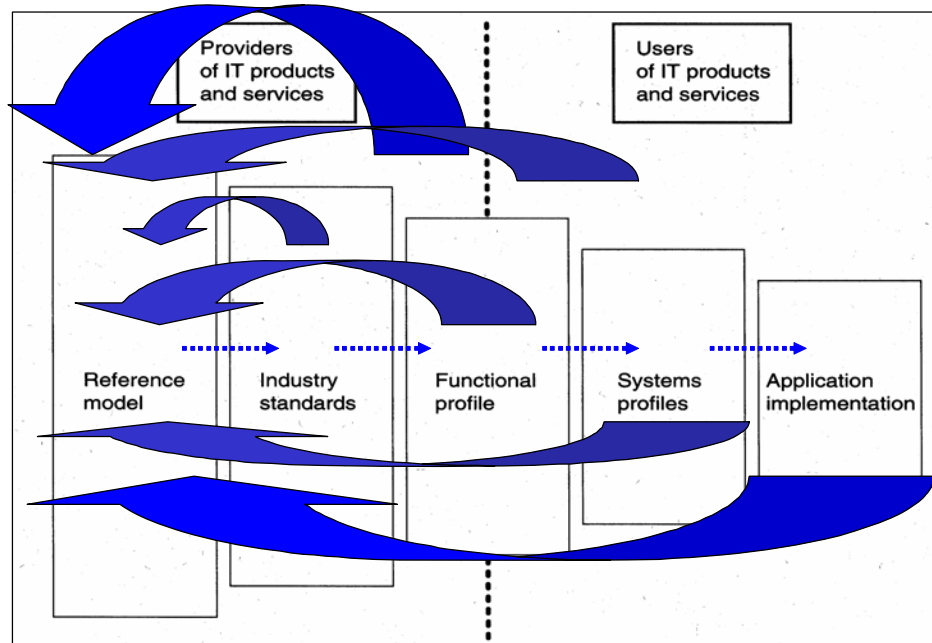 Providers
of IT products
and services
Users
of IT products
and services
Reference
model
Industry
standards
Functional
profile
Systems
profiles
Application
implementation